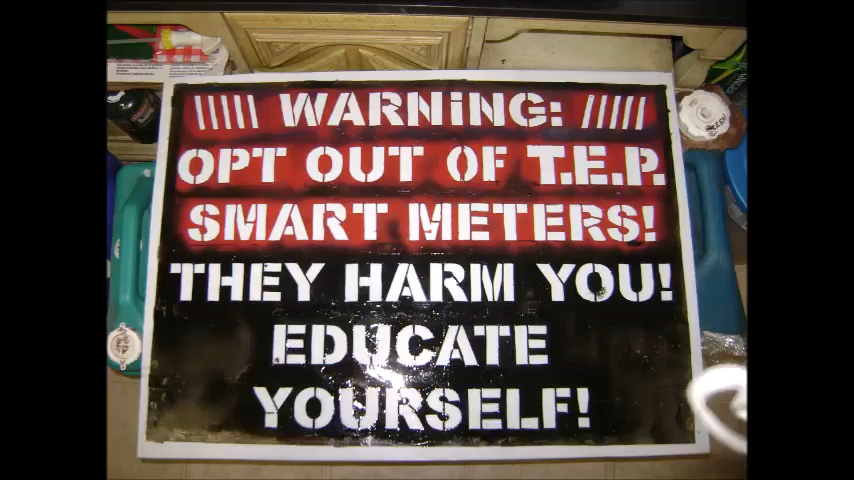 \\\\\\ WARNiNG: //////
OPT OUT OF T.E.P.
SMART METERS!
THEY HARM YOU!
EDUCATE
YOURSELF!